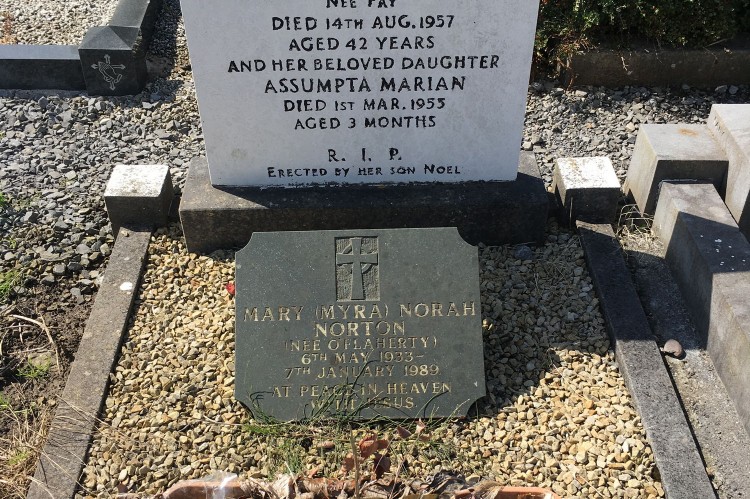 NEE FAY
DIED 14TH AUG. 1957
AGED 42 YEARS
AND HER BELOVED DAUGHTER
ASSUMPTA MARIAN
DIED 1ST MAR. 1955
AGED 3 MONTHS
R. I. P.
ERECTED BY HER SON NOEL
MARY (MYRA) NORAH
NORTON
(NEE O'FLAHERTY)
6TH MAY 1933-
7TH JANUARY 1989
AT PEACE IN HEAVEN
WITH JESUS